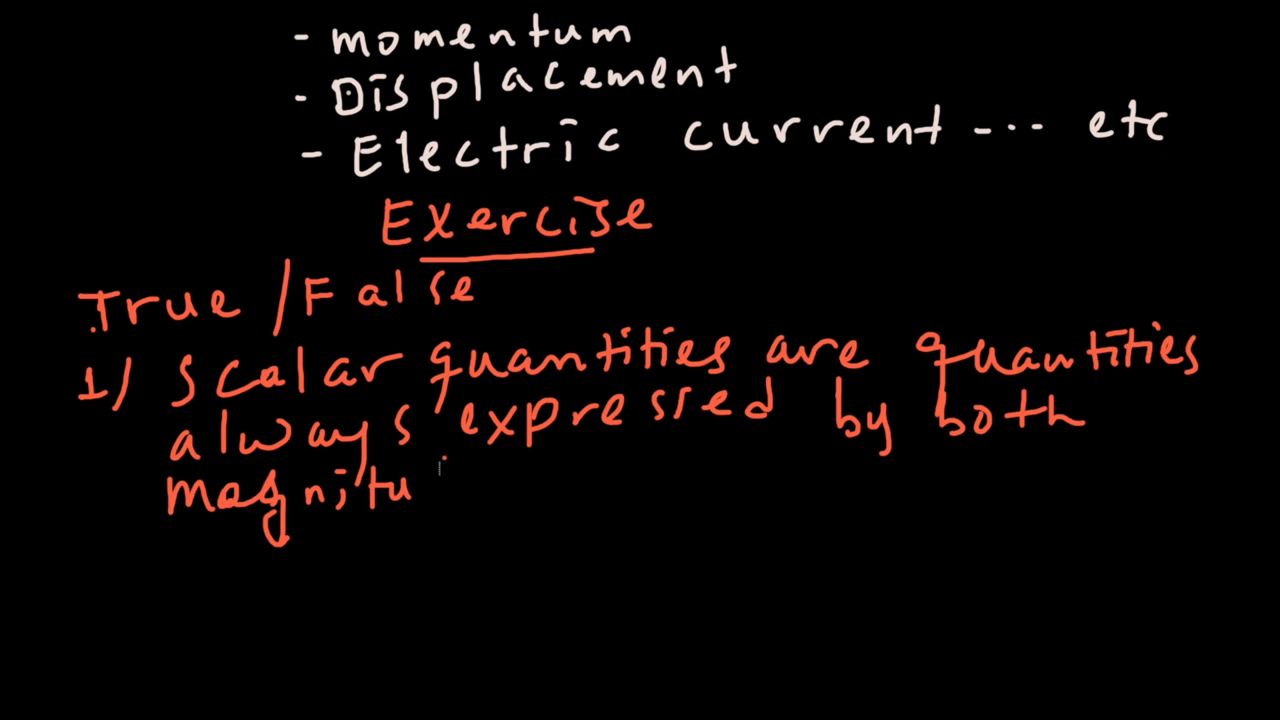 - momentum
- Displacement
- Electric current --... etc
Exercise
True /False
1) Scalar quantities are quantities
always expressed by both
magnitu